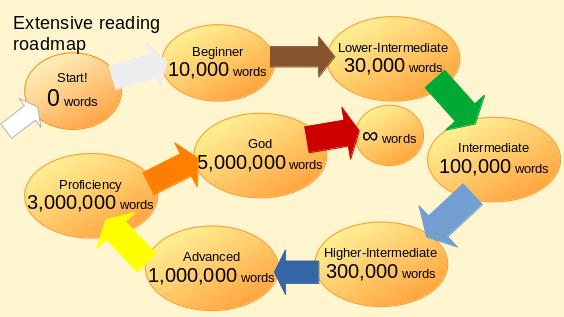 Extensive reading
roadmap
Start!
0 words
Beginner
10,000 words
Lower-Intermediate
30,000 words
Intermediate
100,000 words
Higher-Intermediate
300,000 words
Advanced
1,000,000 words
Proficiency
3,000,000 words
God
5,000,000 words
∞ words